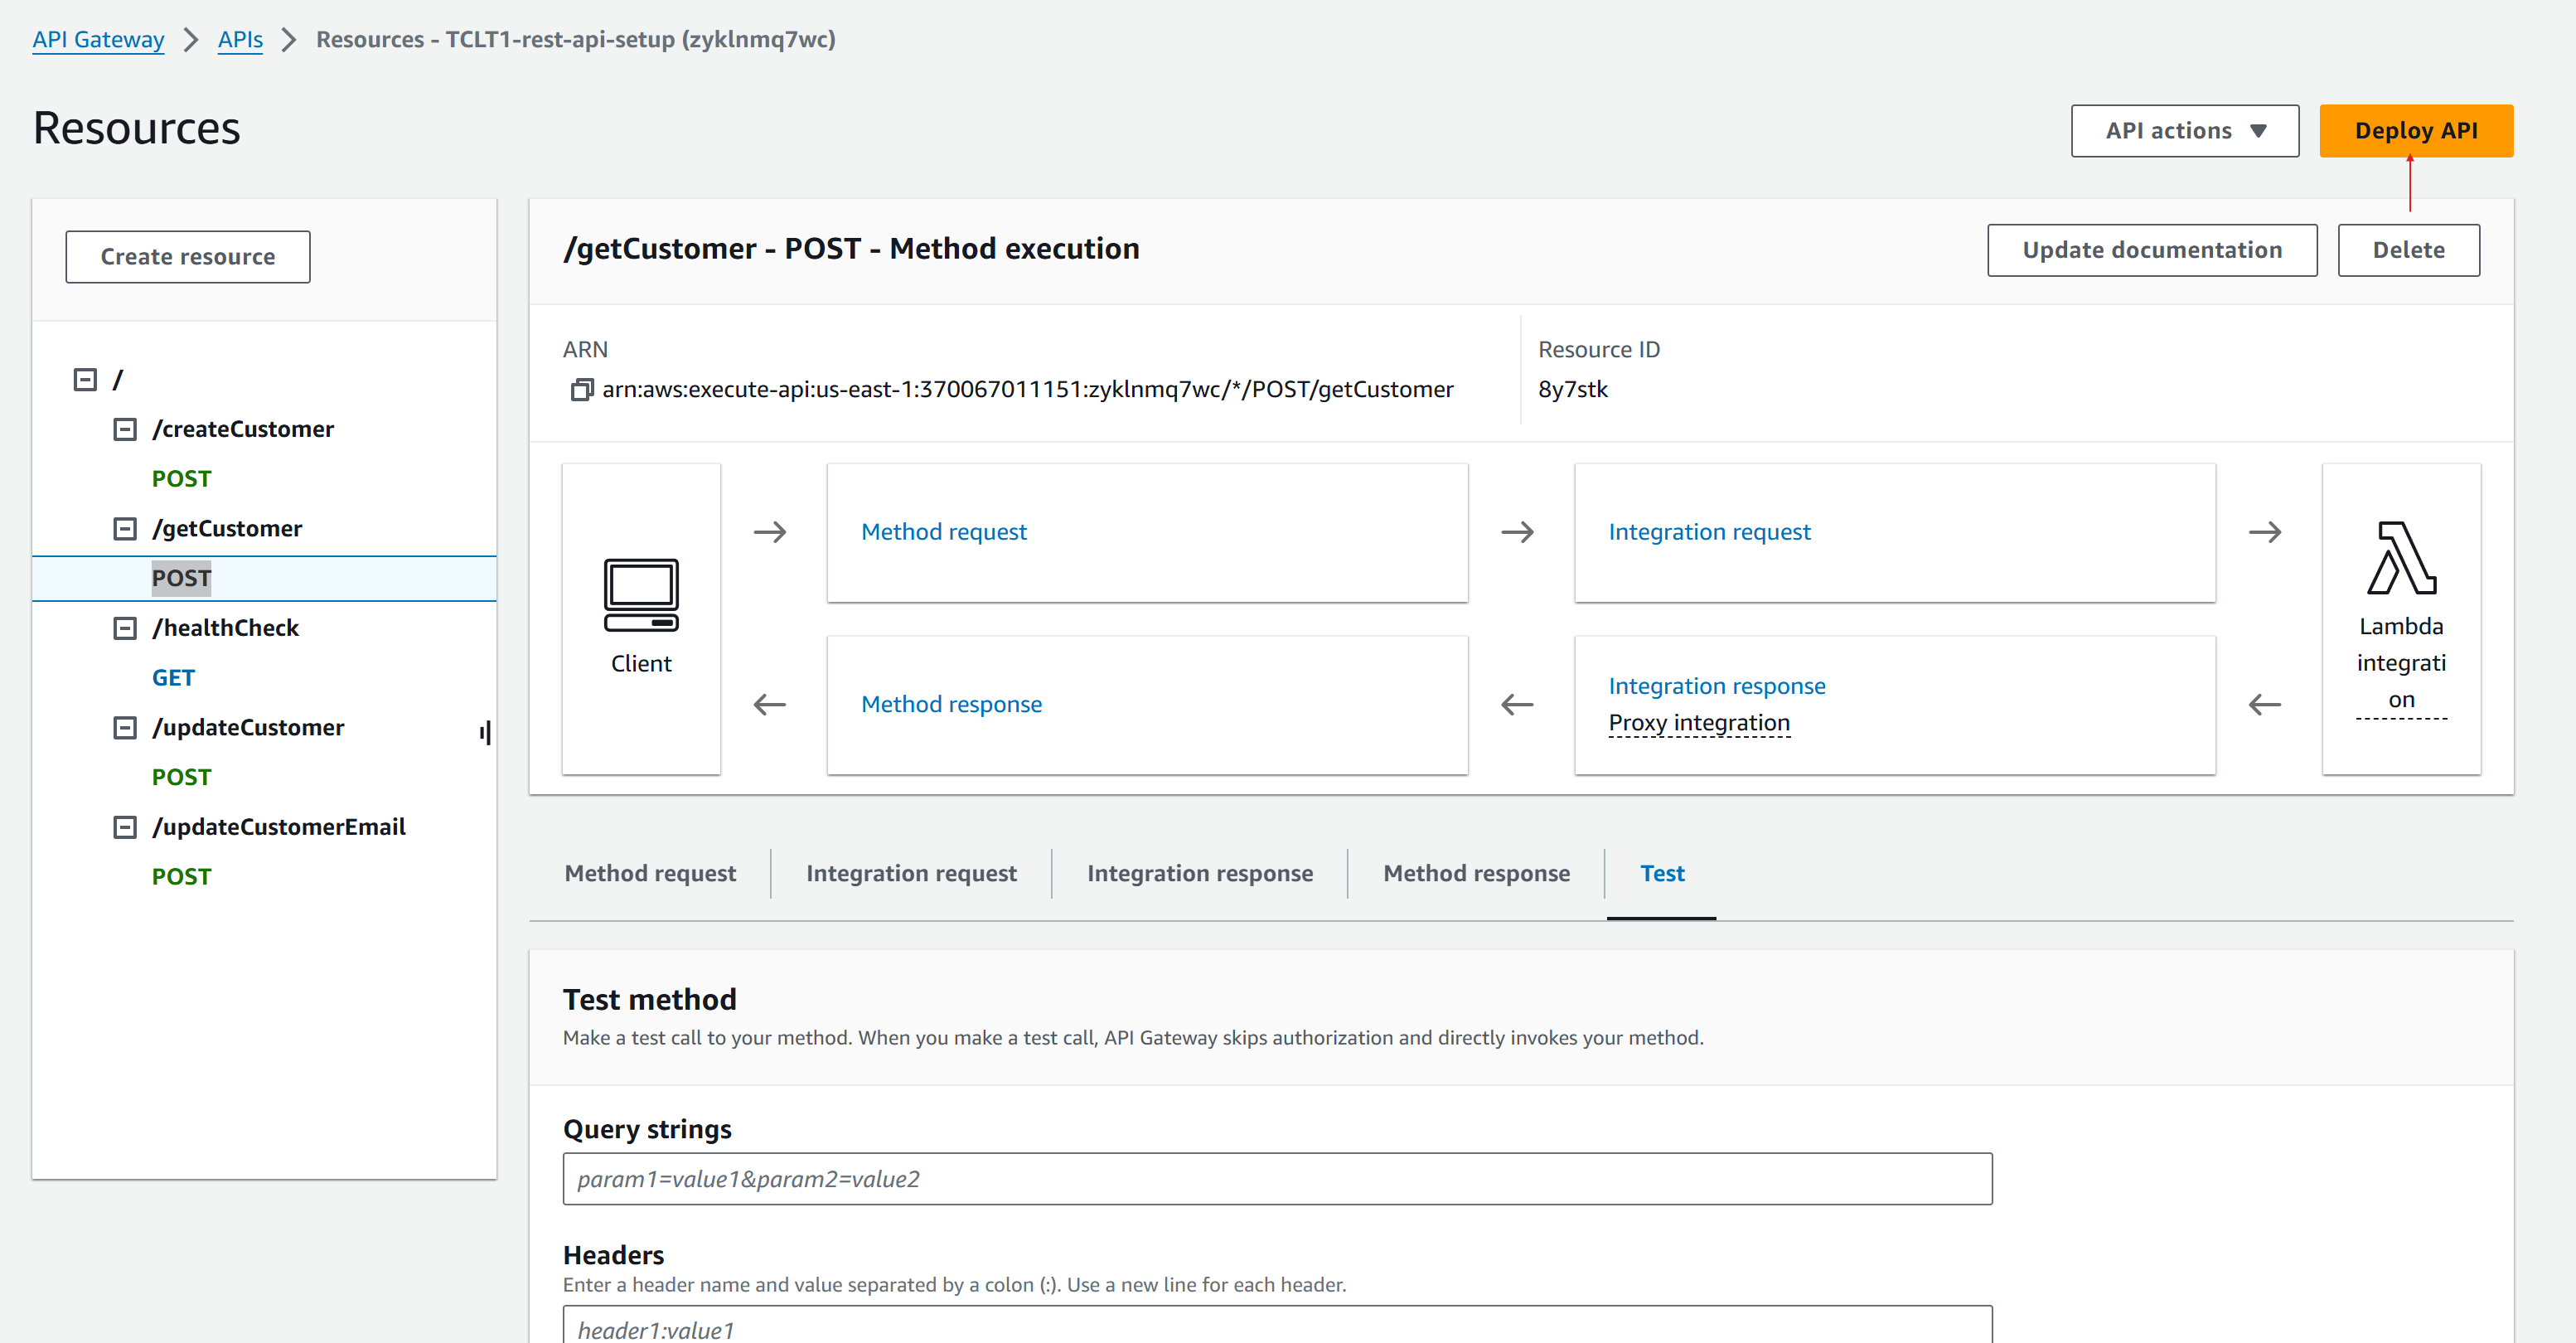 API Gateway > APIs > Resources - TCLT1-rest-api-setup (zyklnmq7wc)
Resources
API actions ▼ Deploy API
Create resource
/
/createCustomer
POST
/getCustomer
POST
/healthCheck
GET
/updateCustomer
POST
/updateCustomerEmail
POST
/getCustomer - POST - Method execution
Update documentation
Delete
ARN
arn:aws:execute-api:us-east-1:370067011151:zyklnmq7wc/*/POST/getCustomer
Resource ID
8y7stk
Client
Method request
Integration request
Method response
Integration response
Proxy integration
Lambda
integrati
on
Method request
Integration request
Integration response
Method response
Test
Test method
Make a test call to your method. When you make a test call, API Gateway skips authorization and directly invokes your method.
Query strings
param1=value1&param2=value2
Headers
Enter a header name and value separated by a colon (:). Use a new line for each header.
header1:value1